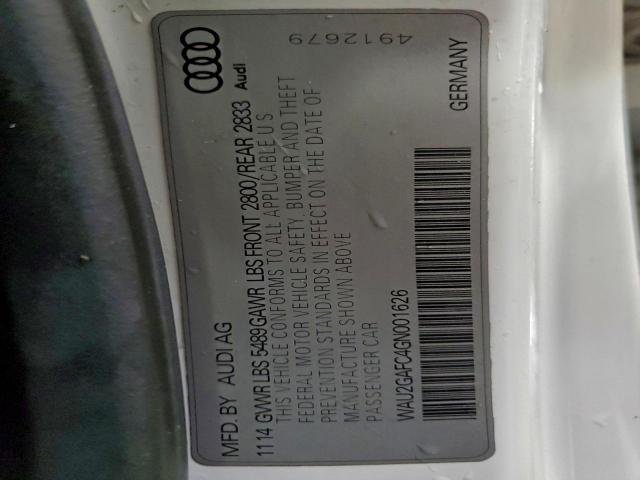 MFD. BY AUDI AG
Audi
1114 GVWR LBS 5489 GAWR LBS FRONT 2800/REAR 2833
THIS VEHICLE CONFORMS TO ALL APPLICABLE U S
FEDERAL MOTOR VEHICLE SAFETY, BUMPER AND THEFT
PREVENTION STANDARDS IN EFFECT ON THE DATE OF
MANUFACTURE SHOWN ABOVE
PASSENGER CAR
4912679
WAU2GAFC4GN001626
GERMANY